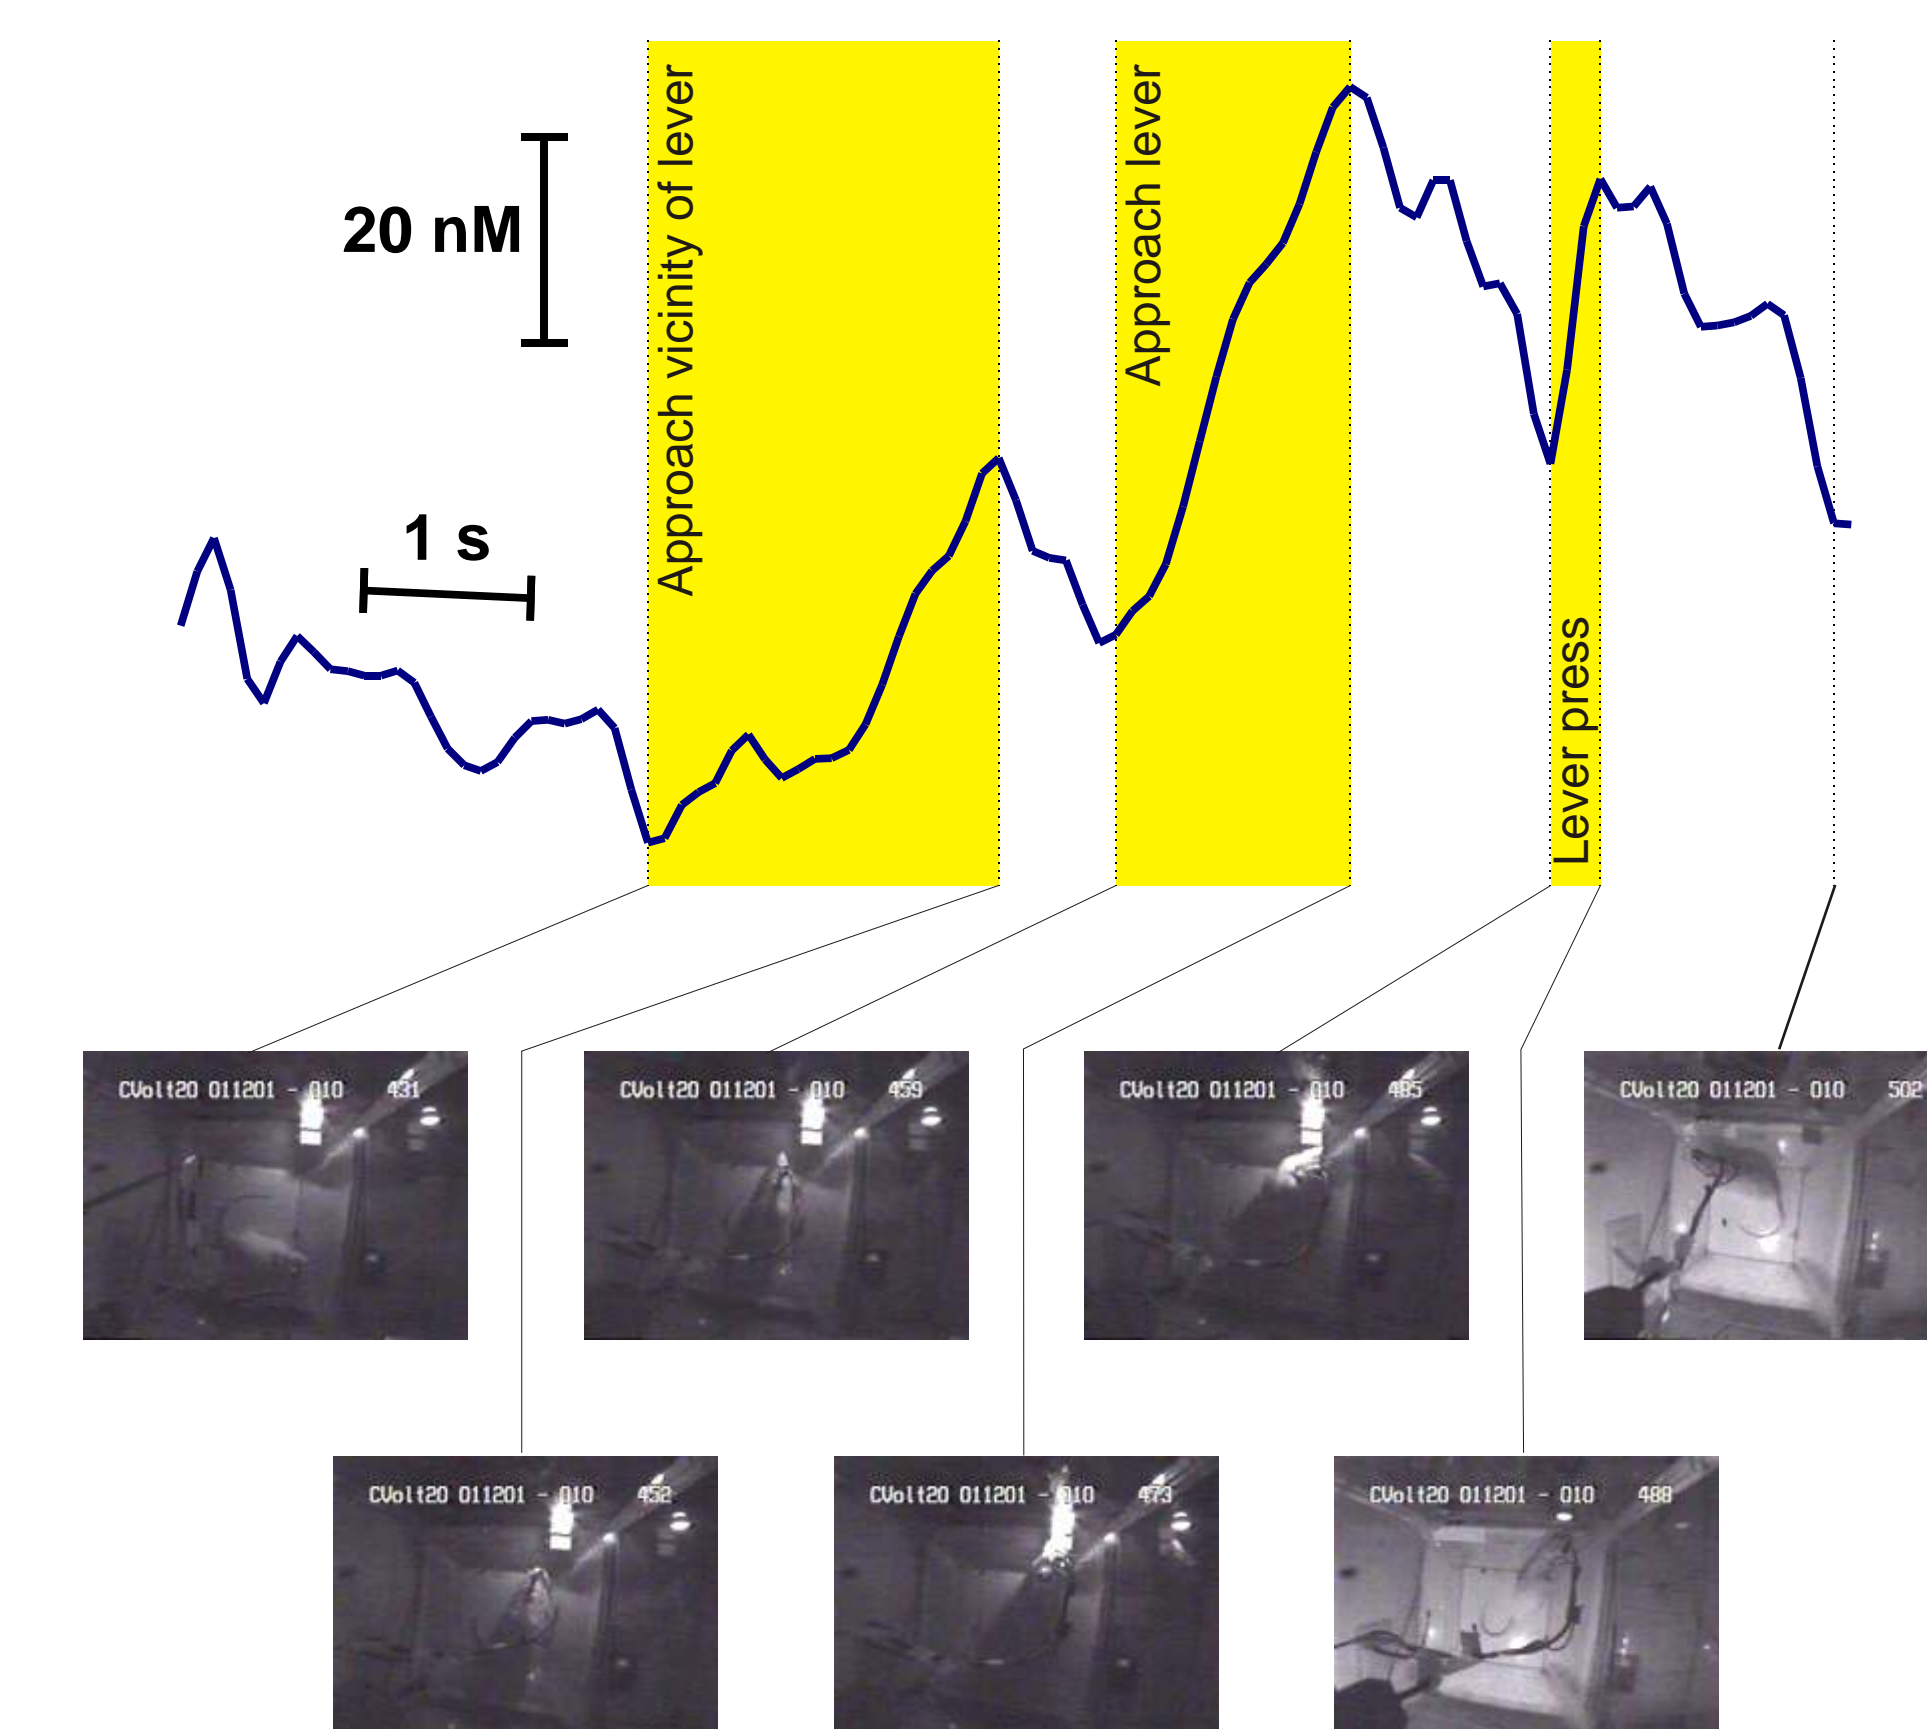 Approach vicinity of lever
Approach lever
20 nM
1 s
Lever press
CVolt20 011201 - 010 431
CVolt20 011201 - 010 459
CVolt20 011201 - 010 485
CVolt20 011201 - 010 502
CVolt20 011201 - 010 452
CVolt20 011201 - 010 473
CVolt20 011201 - 010 488